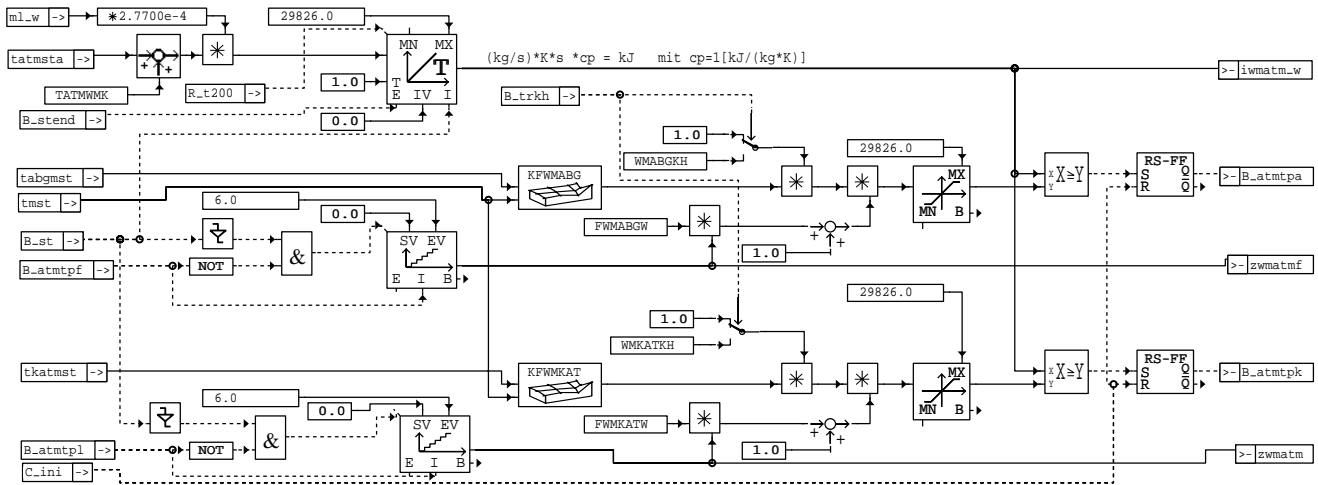 ml_w ->
*2.7700e-4
29826.0
tatmsta ->
*
MN MX
T
T
E IV I
(kg/s)*K*s *cp = kJ mit cp=1[kJ/(kg*K)]
>- iwmatm_w
+
+
TATMWMK
R_t200 ->
1.0
B_stend ->
0.0
B_trkh ->
1.0
WMABGKH
29826.0
tabgmst ->
tmst ->
KFWMABG
*
*
MX
MN B
X
Y
X≥Y
RS-FF
S Q
R Q
>- B_atmtpa
6.0
0.0
B_st ->
B_atmtpf ->
NOT
&
SV EV
E I B
FWMABGW
*
+
+
1.0
>- zwmatmf
29826.0
1.0
WMKATKH
tkatmst ->
KFWMKAT
*
*
MX
MN B
X
Y
X≥Y
RS-FF
S Q
R Q
>- B_atmtpk
6.0
0.0
B_atmtpl ->
NOT
&
SV EV
E I B
FWMKATW
*
+
+
1.0
>- zwmatm
C_ini ->